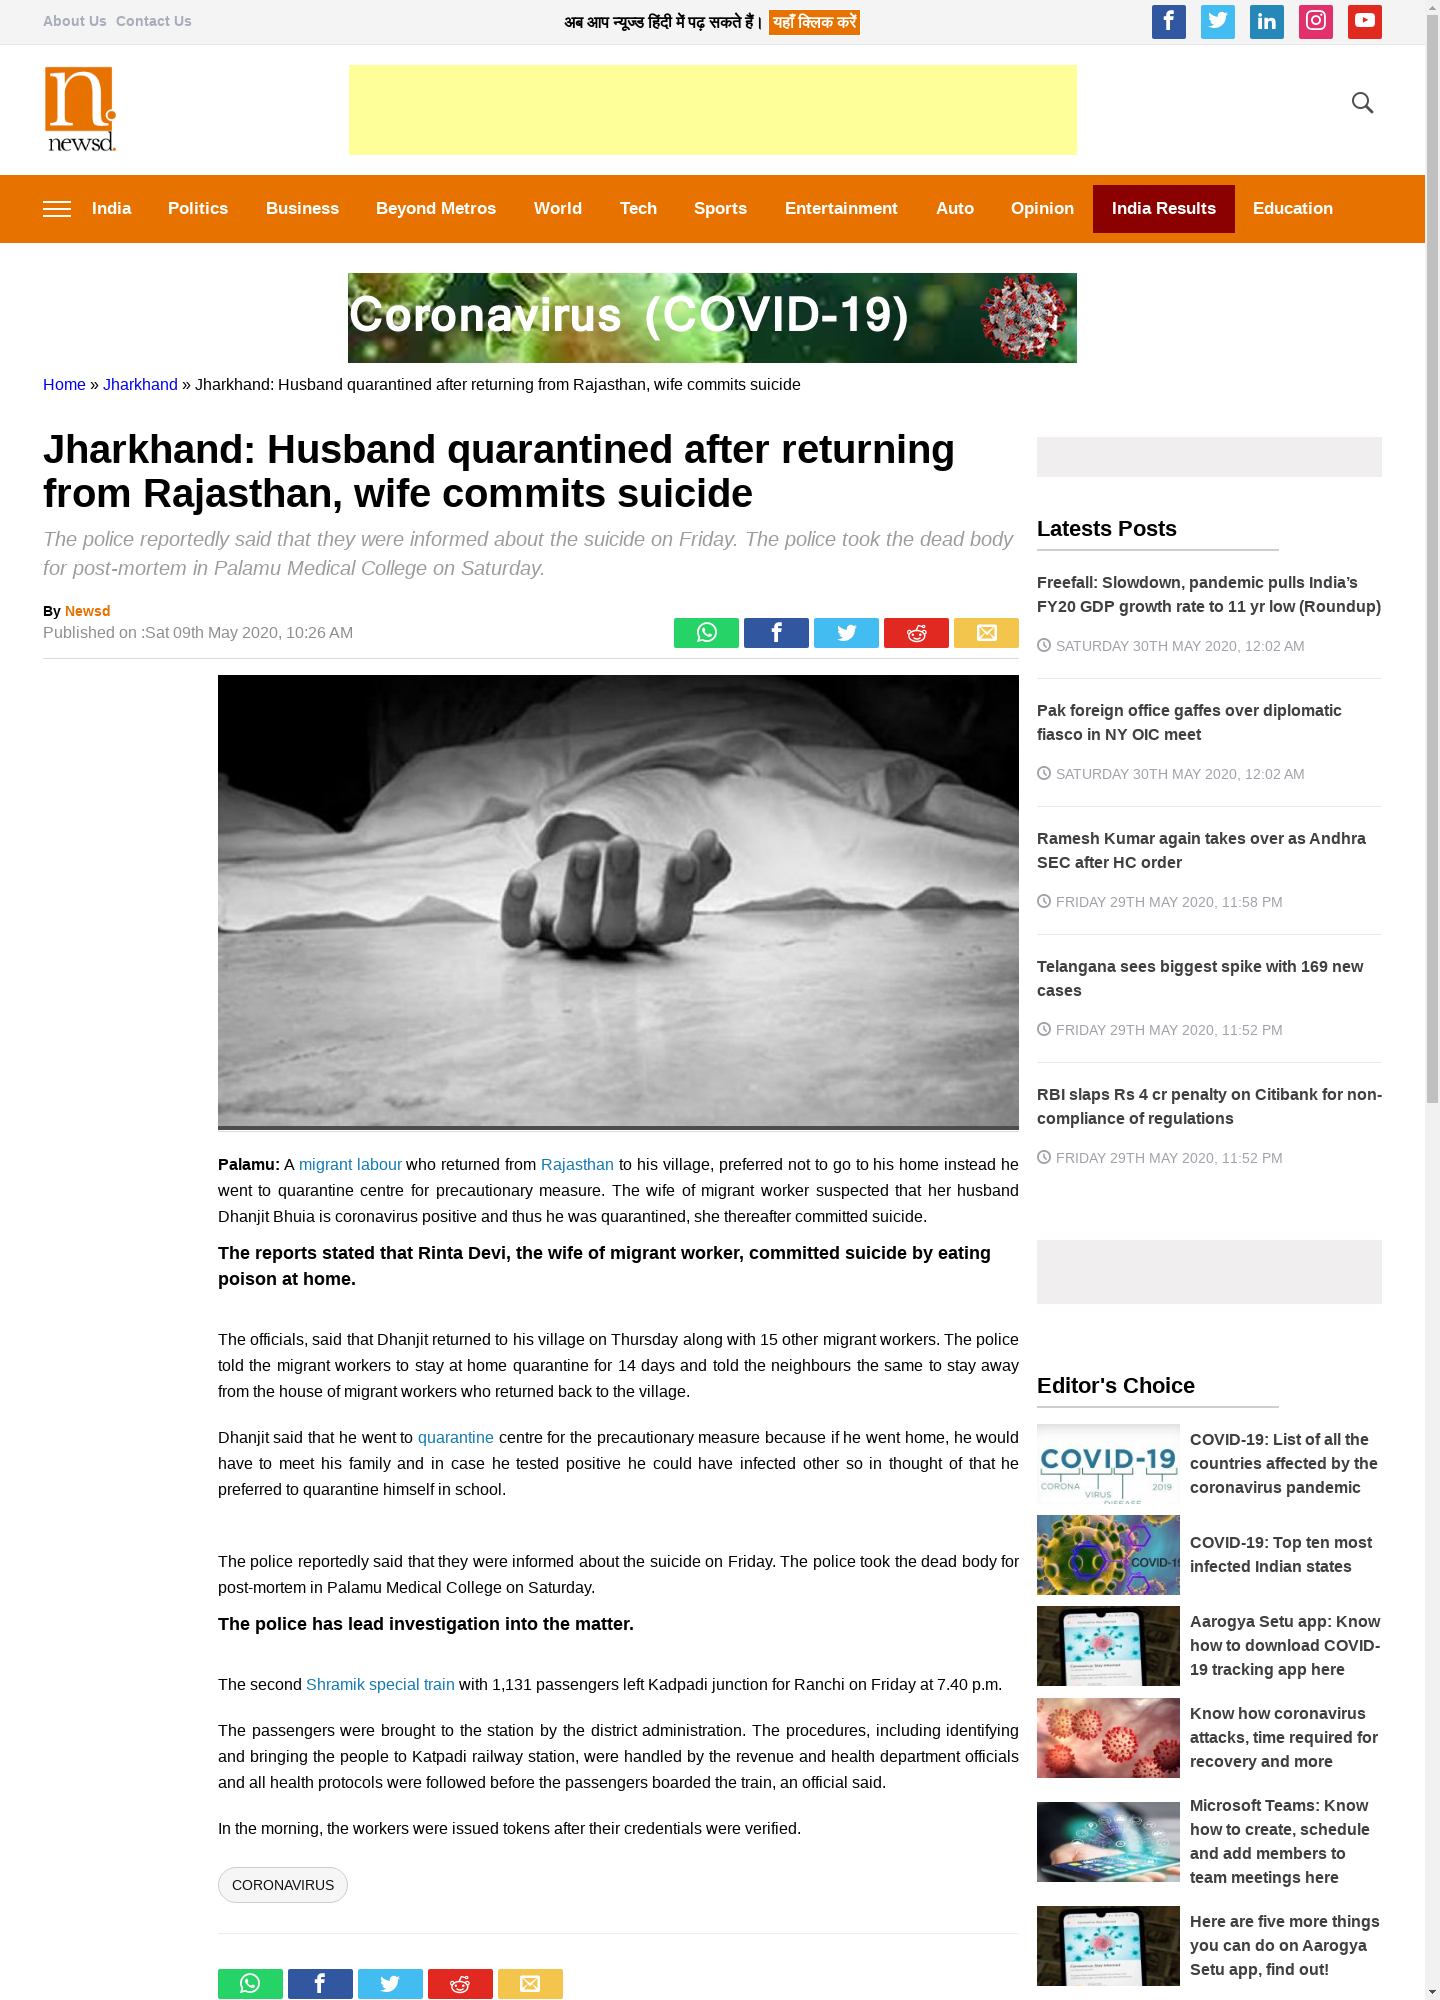 About Us Contact Us
अब आप न्यूज्ड हिंदी में पढ़ सकते हैं। यहाँ क्लिक करें
n.
newsd.
India Politics Business Beyond Metros World Tech Sports Entertainment Auto Opinion India Results Education
Coronavirus (COVID-19)
Home » Jharkhand » Jharkhand: Husband quarantined after returning from Rajasthan, wife commits suicide
Jharkhand: Husband quarantined after returning
from Rajasthan, wife commits suicide
The police reportedly said that they were informed about the suicide on Friday. The police took the dead body
for post-mortem in Palamu Medical College on Saturday.
By Newsd
Published on :Sat 09th May 2020, 10:26 AM
Palamu: A migrant labour who returned from Rajasthan to his village, preferred not to go to his home instead he
went to quarantine centre for precautionary measure. The wife of migrant worker suspected that her husband
Dhanjit Bhuia is coronavirus positive and thus he was quarantined, she thereafter committed suicide.
The reports stated that Rinta Devi, the wife of migrant worker, committed suicide by eating
poison at home.
The officials, said that Dhanjit returned to his village on Thursday along with 15 other migrant workers. The police
told the migrant workers to stay at home quarantine for 14 days and told the neighbours the same to stay away
from the house of migrant workers who returned back to the village.
Dhanjit said that he went to quarantine centre for the precautionary measure because if he went home, he would
have to meet his family and in case he tested positive he could have infected other so in thought of that he
preferred to quarantine himself in school.
The police reportedly said that they were informed about the suicide on Friday. The police took the dead body for
post-mortem in Palamu Medical College on Saturday.
The police has lead investigation into the matter.
The second Shramik special train with 1,131 passengers left Kadpadi junction for Ranchi on Friday at 7.40 p.m.
The passengers were brought to the station by the district administration. The procedures, including identifying
and bringing the people to Katpadi railway station, were handled by the revenue and health department officials
and all health protocols were followed before the passengers boarded the train, an official said.
In the morning, the workers were issued tokens after their credentials were verified.
CORONAVIRUS
Latests Posts
Freefall: Slowdown, pandemic pulls India’s
FY20 GDP growth rate to 11 yr low (Roundup)
SATURDAY 30TH MAY 2020, 12:02 AM
Pak foreign office gaffes over diplomatic
fiasco in NY OIC meet
SATURDAY 30TH MAY 2020, 12:02 AM
Ramesh Kumar again takes over as Andhra
SEC after HC order
FRIDAY 29TH MAY 2020, 11:58 PM
Telangana sees biggest spike with 169 new
cases
FRIDAY 29TH MAY 2020, 11:52 PM
RBI slaps Rs 4 cr penalty on Citibank for non-
compliance of regulations
FRIDAY 29TH MAY 2020, 11:52 PM
Editor's Choice
COVID-19
CORONA 2019
VIRUS
DISEASE
COVID-19: List of all the
countries affected by the
coronavirus pandemic
COVID-19
COVID-19: Top ten most
infected Indian states
Aarogya Setu app: Know
how to download COVID-
19 tracking app here
Know how coronavirus
attacks, time required for
recovery and more
Microsoft Teams: Know
how to create, schedule
and add members to
team meetings here
Here are five more things
you can do on Aarogya
Setu app, find out!